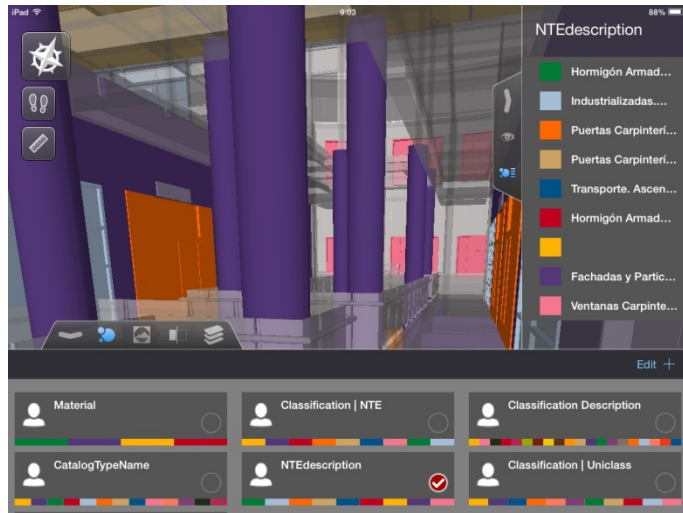 iPad
9:03
88%
NTEdescription
Hormigón Armad...
Industrializadas....
Puertas Carpinterí...
Puertas Carpinterí...
Transporte. Ascen...
Hormigón Armad...
Fachadas y Partic...
Ventanas Carpinte...
Edit +
Material
Classification | NTE
Classification Description
CatalogTypeName
NTEdescription
Classification | Uniclass